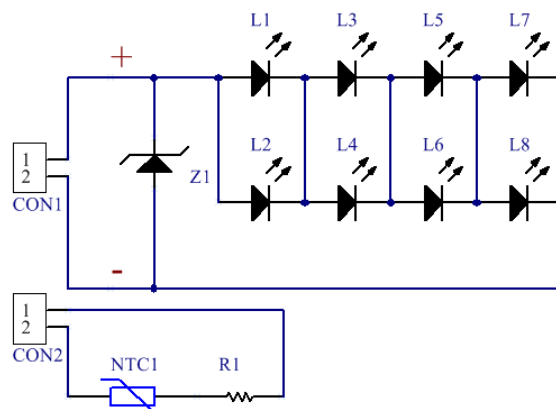 L1 L3 L5 L7
+
1
2
CON1
Z1
L2 L4 L6 L8
-
1
2
CON2
NTC1 R1